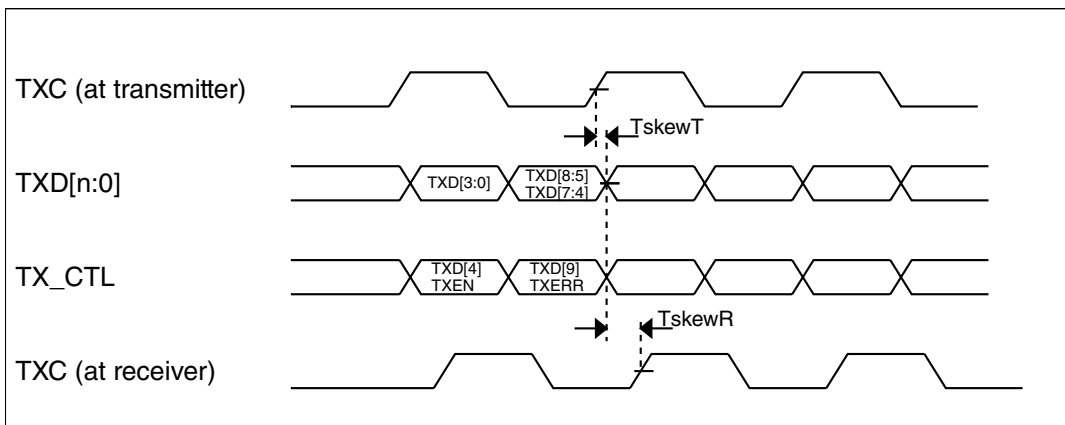 TXC (at transmitter)
TskewT
TXD[n:0]
TXD[3:0]
TXD[8:5]
TXD[7:4]
TX_CTL
TXD[4]
TXEN
TXD[9]
TXERR
TskewR
TXC (at receiver)